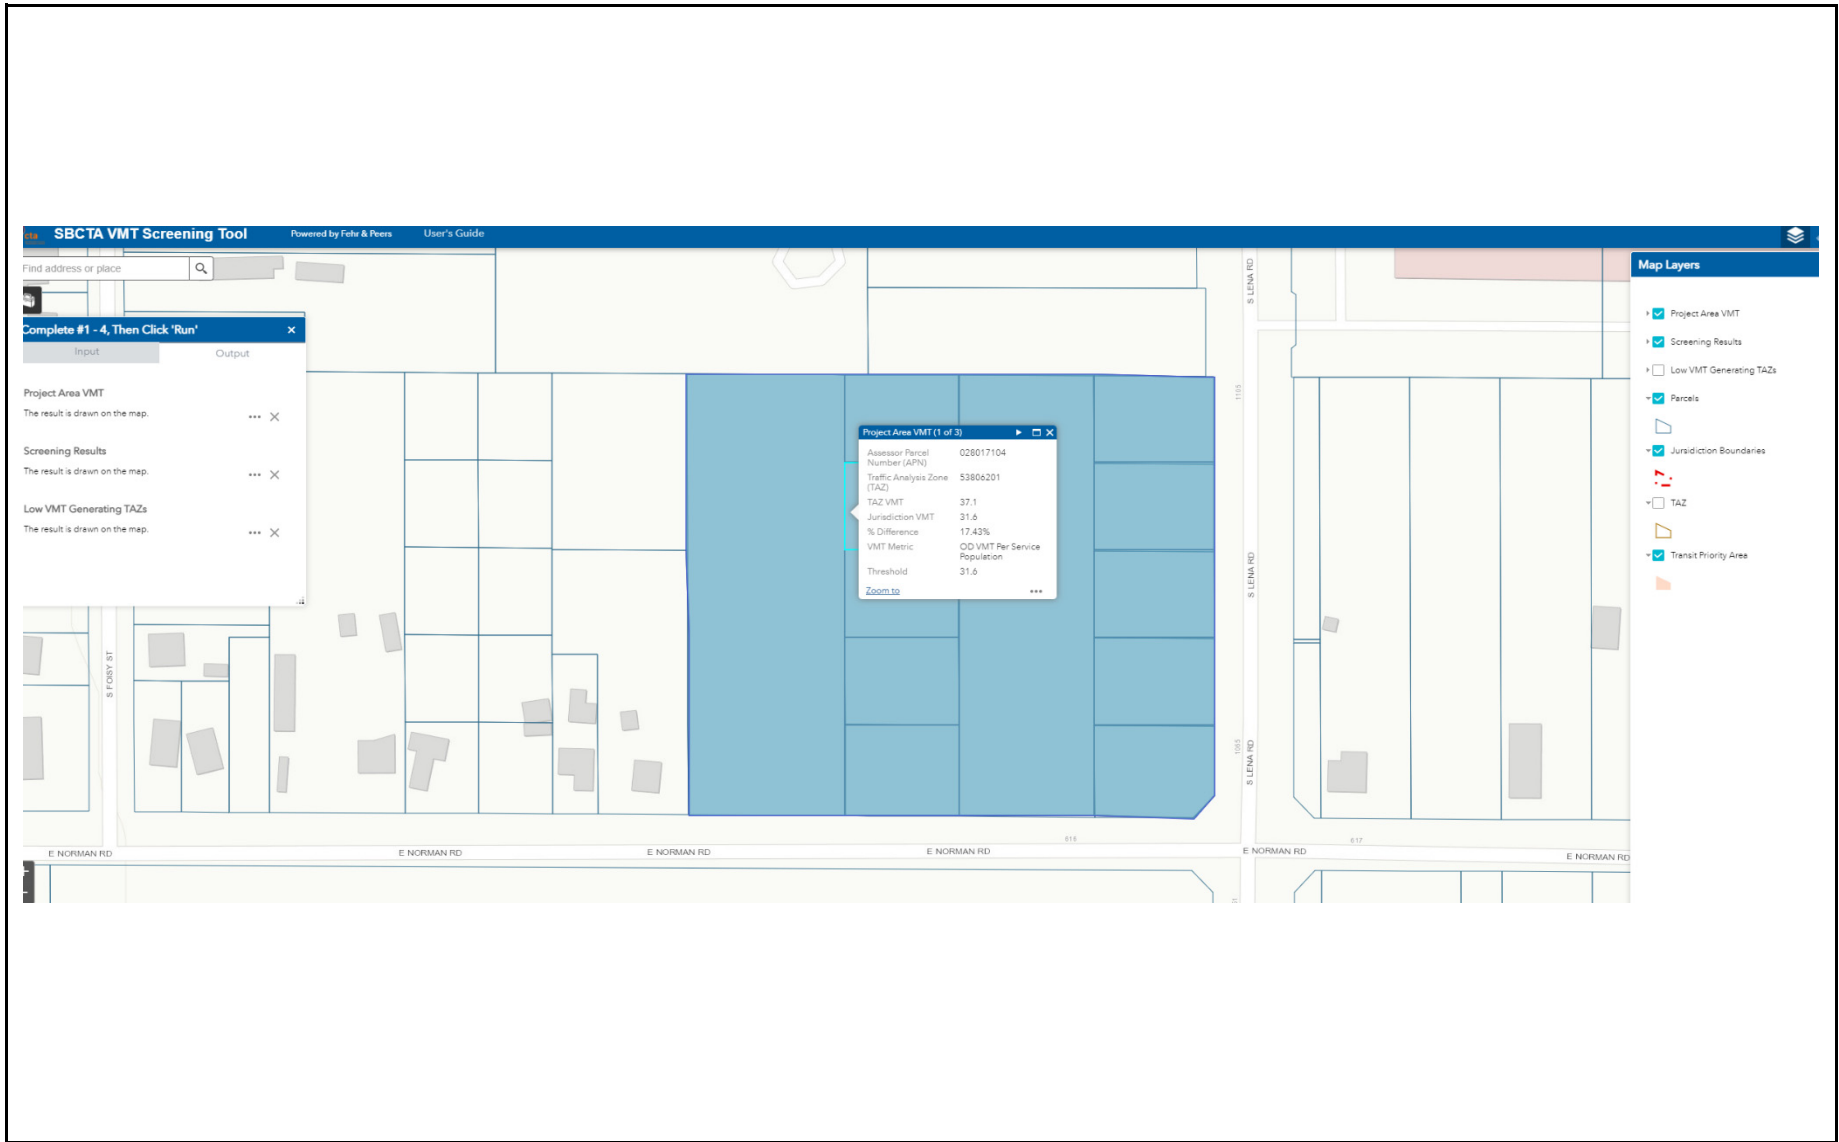 cta
SBCTA VMT Screening Tool
Powered by Fehr & Peers
User's Guide
Find address or place
Complete #1 - 4, Then Click 'Run'
Input
Output
Project Area VMT
The result is drawn on the map.
Screening Results
The result is drawn on the map.
Low VMT Generating TAZs
The result is drawn on the map.
Project Area VMT (1 of 3)
Assessor Parcel 028017104
Number (APN)
Traffic Analysis Zone 53806201
(TAZ)
TAZ VMT 37.1
Jurisdiction VMT 31.6
% Difference 17.43%
VMT Metric OD VMT Per Service
Population
Threshold 31.6
Zoom to
Map Layers
Project Area VMT
Screening Results
Low VMT Generating TAZs
Parcels
Jursidiction Boundaries
TAZ
Transit Priority Area
S LENA RD
S LENA RD
S LENA RD
1105
1065
S FOISY ST
616
617
E NORMAN RD
E NORMAN RD
E NORMAN RD
E NORMAN RD
E NORMAN RD
E NORMAN RD